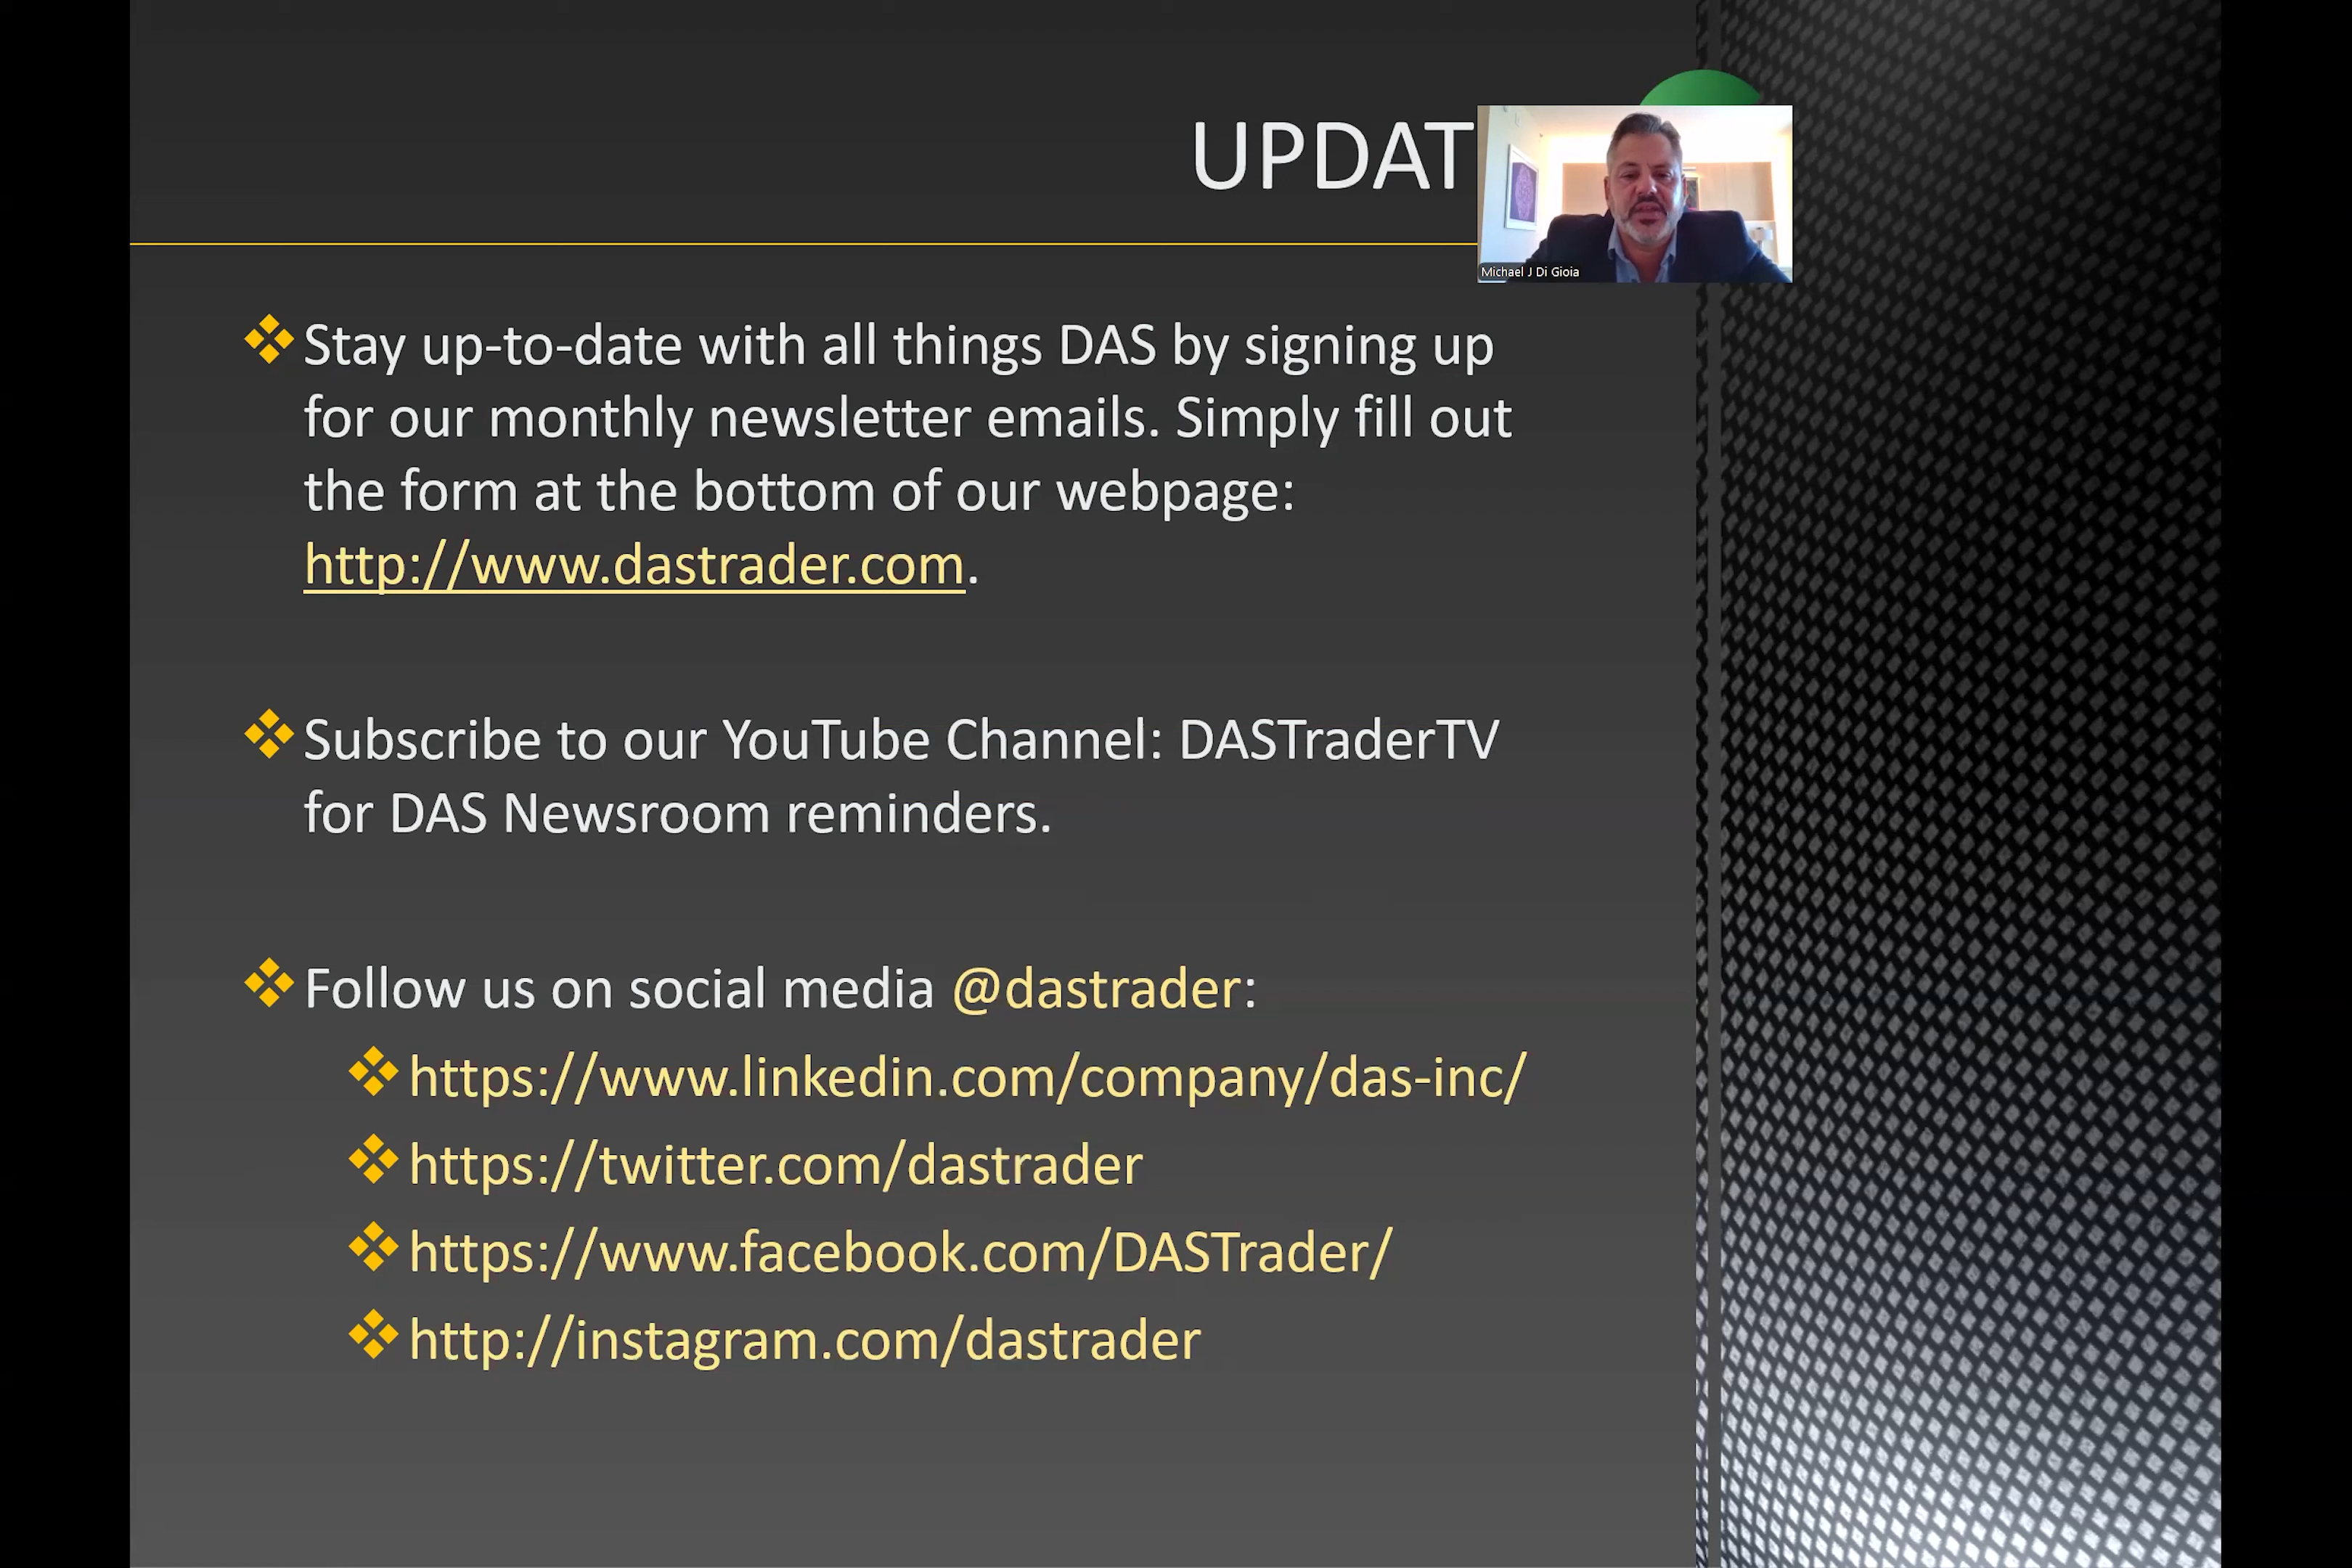 UPDAT
Michael J Di Gioia
Stay up-to-date with all things DAS by signing up
for our monthly newsletter emails. Simply fill out
the form at the bottom of our webpage:
http://www.dastrader.com.
Subscribe to our YouTube Channel: DASTraderTV
for DAS Newsroom reminders.
Follow us on social media @dastrader:
https://www.linkedin.com/company/das-inc/
https://twitter.com/dastrader
https://www.facebook.com/DASTrader/
http://instagram.com/dastrader